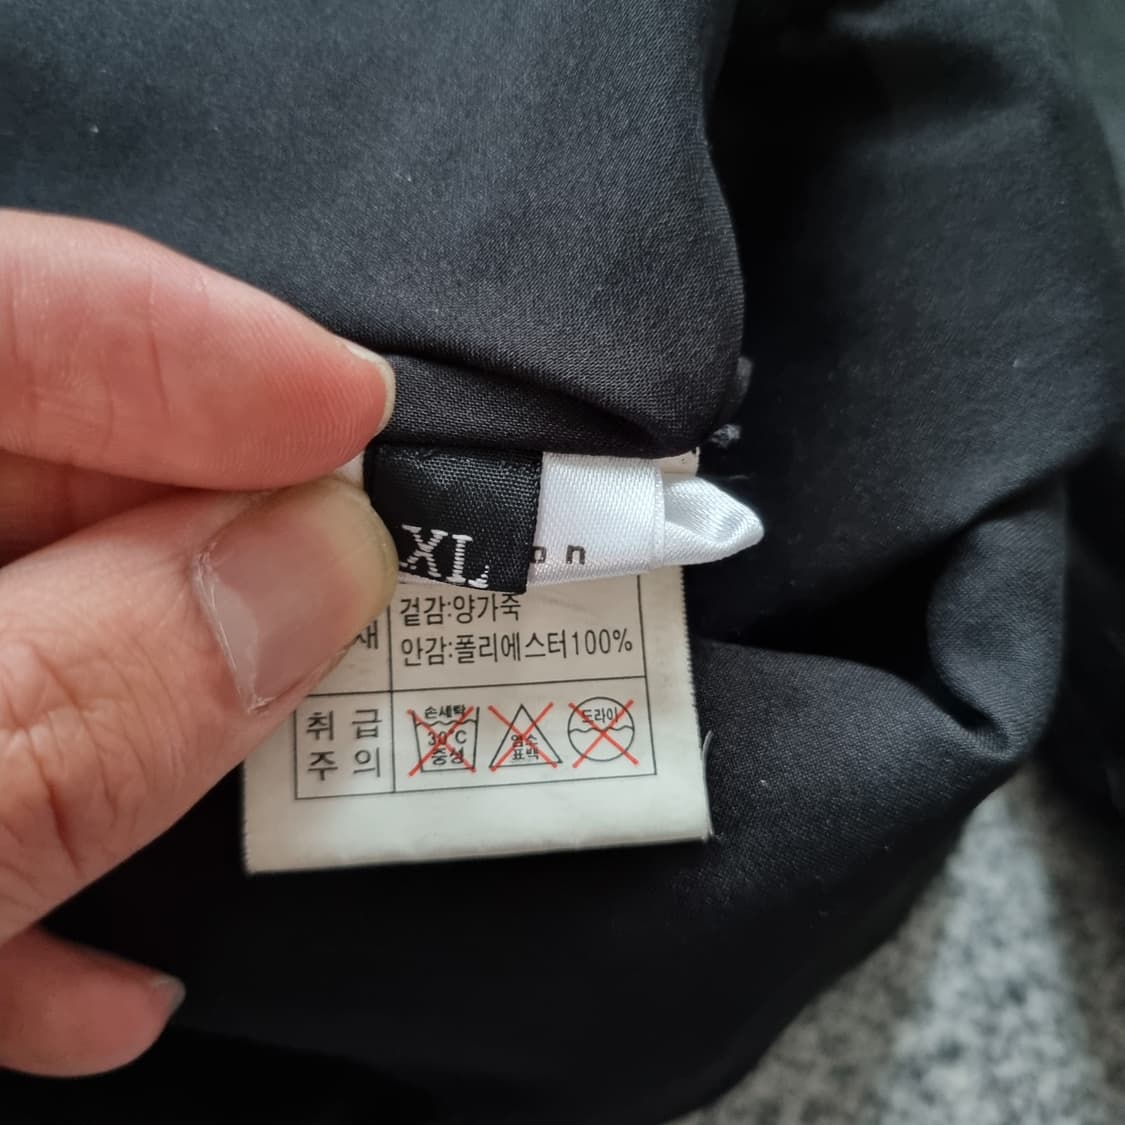 XL
n
겉감:양가죽
안감:폴리에스터100%
취급
주의
손세탁
30°C
중성
염소
표백
드라이